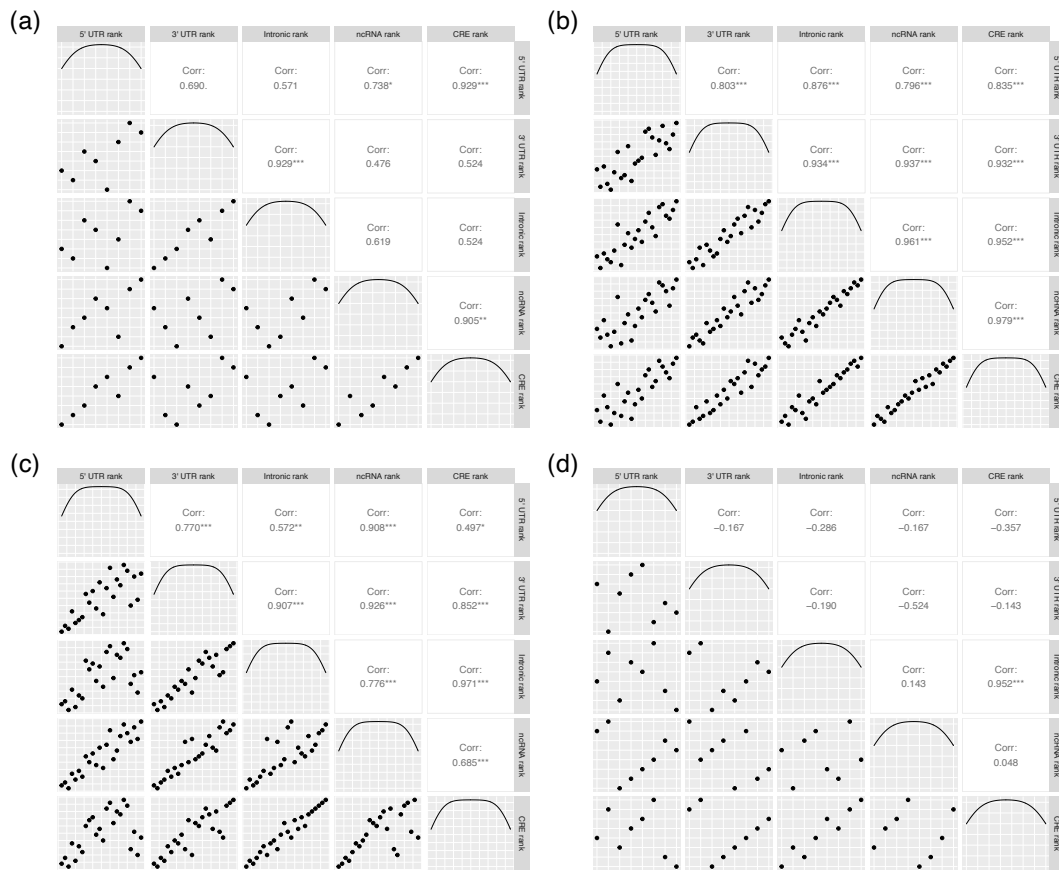 (a)
5' UTR rank 3' UTR rank Intronic rank ncRNA rank CRE rank
Corr: Corr: Corr: Corr:
0.690. 0.571 0.738* 0.929***
5' UTR rank
Corr: Corr: Corr:
0.929*** 0.476 0.524
3' UTR rank
Corr: Corr:
0.619 0.524
Intronic rank
Corr:
0.905**
ncRNA rank
CRE rank
(b)
5' UTR rank 3' UTR rank Intronic rank ncRNA rank CRE rank
Corr: Corr: Corr: Corr:
0.803*** 0.876*** 0.796*** 0.835***
5' UTR rank
Corr: Corr: Corr:
0.934*** 0.937*** 0.932***
3' UTR rank
Corr: Corr:
0.961*** 0.952***
Intronic rank
Corr:
0.979***
ncRNA rank
CRE rank
(c)
5' UTR rank 3' UTR rank Intronic rank ncRNA rank CRE rank
Corr: Corr: Corr: Corr:
0.770*** 0.572** 0.908*** 0.497*
5' UTR rank
Corr: Corr: Corr:
0.907*** 0.926*** 0.852***
3' UTR rank
Corr: Corr:
0.776*** 0.971***
Intronic rank
Corr:
0.685***
ncRNA rank
CRE rank
(d)
5' UTR rank 3' UTR rank Intronic rank ncRNA rank CRE rank
Corr: Corr: Corr: Corr:
−0.167 −0.286 −0.167 −0.357
5' UTR rank
Corr: Corr: Corr:
−0.190 −0.524 −0.143
3' UTR rank
Corr: Corr:
0.143 0.952***
Intronic rank
Corr:
0.048
ncRNA rank
CRE rank